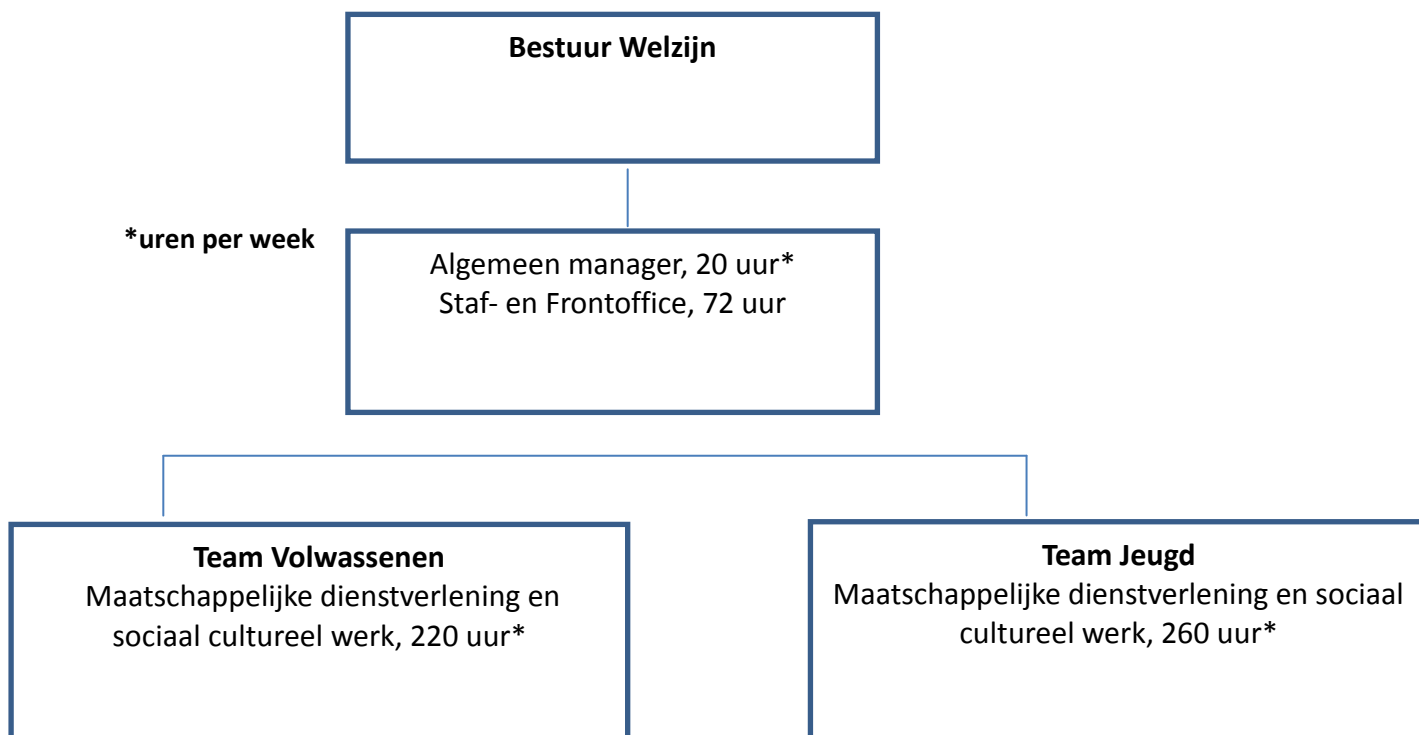 Bestuur Welzijn
*uren per week
Algemeen manager, 20 uur*
Staf- en Frontoffice, 72 uur
Team Volwassenen
Maatschappelijke dienstverlening en
sociaal cultureel werk, 220 uur*
Team Jeugd
Maatschappelijke dienstverlening en sociaal
cultureel werk, 260 uur*